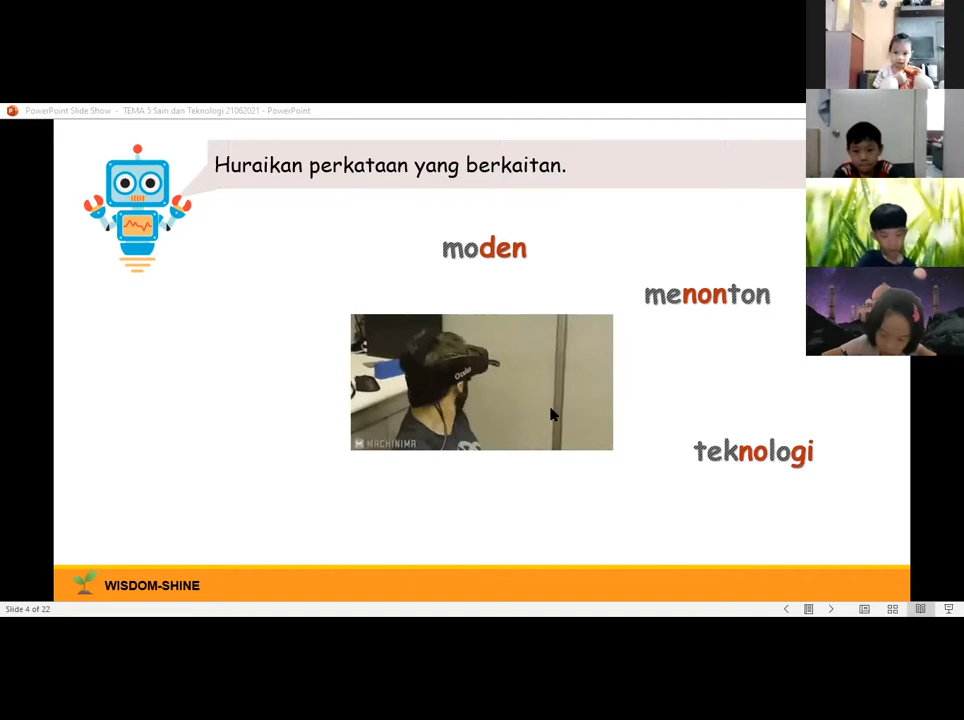 PowerPoint Slide Show - TEMA 5 Sain dan Teknologi 21062021 - PowerPoint
Huraikan perkataan yang berkaitan.
moden
menonton
Oculus
MACHINIMA
teknologi
WISDOM-SHINE
Slide 4 of 22